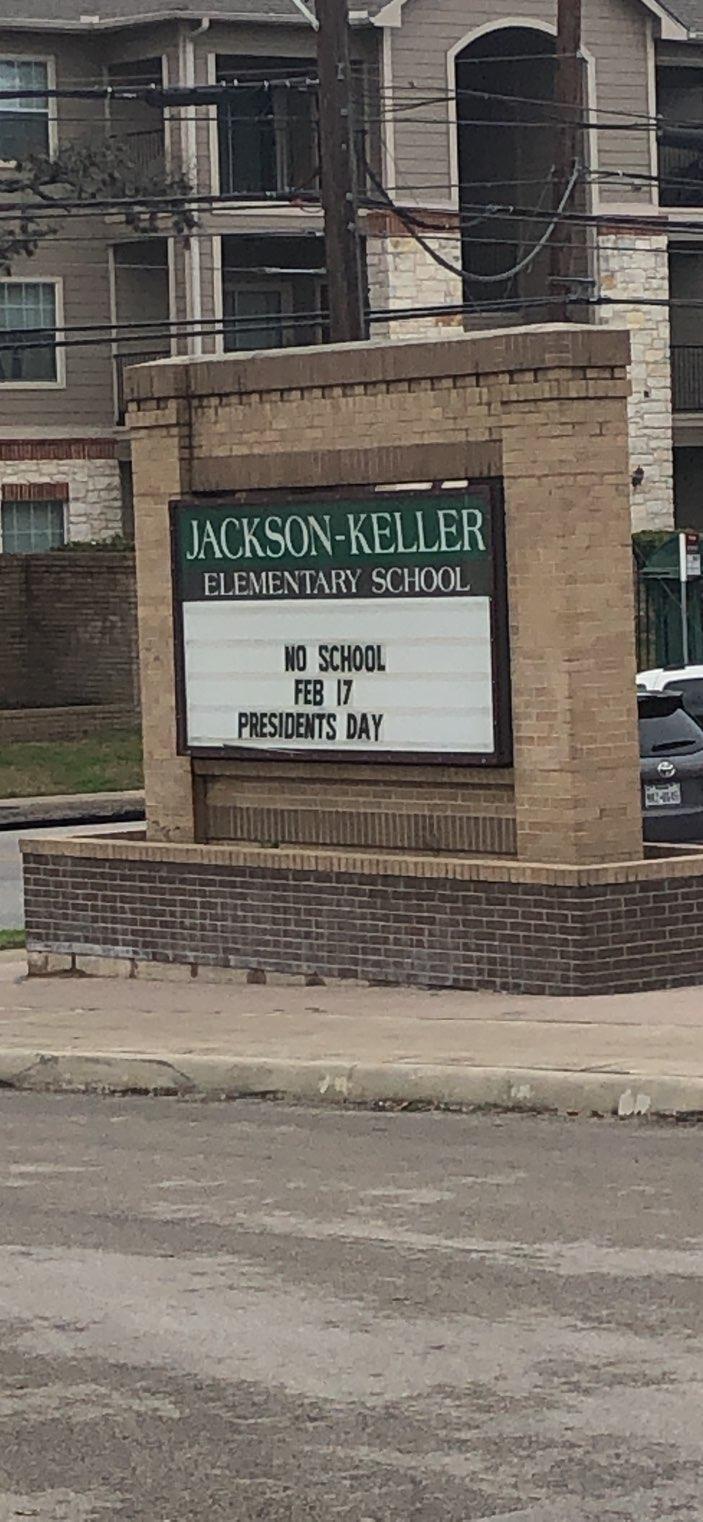 JACKSON-KELLER
ELEMENTARY SCHOOL
NO SCHOOL
FEB 17
PRESIDENTS DAY